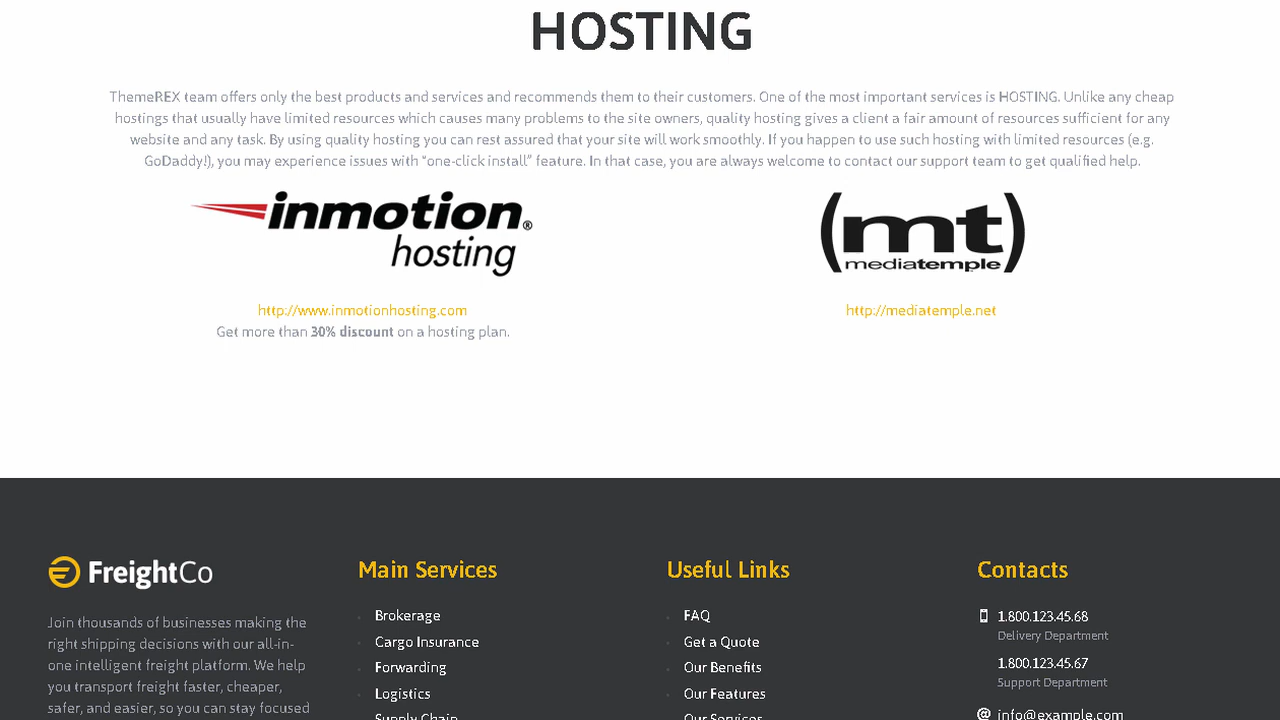 HOSTING
ThemeREX team offers only the best products and services and recommends them to their customers. One of the most important services is HOSTING. Unlike any cheap
hostings that usually have limited resources which causes many problems to the site owners, quality hosting gives a client a fair amount of resources sufficient for any
website and any task. By using quality hosting you can rest assured that your site will work smoothly. If you happen to use such hosting with limited resources (e.g.
GoDaddy!), you may experience issues with “one-click install” feature. In that case, you are always welcome to contact our support team to get qualified help.
inmotion®
hosting
http://www.inmotionhosting.com
Get more than 30% discount on a hosting plan.
(mt)
mediatemple
http://mediatemple.net
FreightCo
Join thousands of businesses making the
right shipping decisions with our all-in-
one intelligent freight platform. We help
you transport freight faster, cheaper,
safer, and easier, so you can stay focused
Main Services
Brokerage
Cargo Insurance
Forwarding
Logistics
Supply Chain
Useful Links
FAQ
Get a Quote
Our Benefits
Our Features
Our Services
Contacts
1.800.123.45.68
Delivery Department
1.800.123.45.67
Support Department
info@example.com